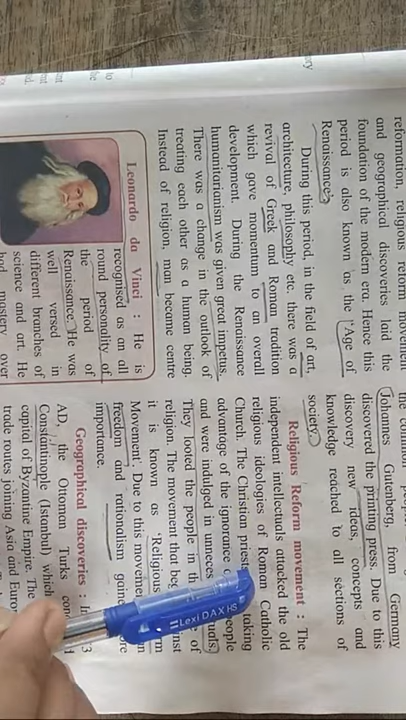 reformation, religious reform movement
and geographical discoveries laid the
foundation of the modern era. Hence this
period is also known as the 'Age of
Renaissance'.
During this period, in the field of art,
architecture, philosophy etc. there was a
revival of Greek and Roman tradition
which gave momentum to an overall
development. During the Renaissance
humanitarianism was given great impetus.
There was a change in the outlook of
treating each other as a human being.
Instead of religion, man became centre
Leonardo da Vinci : He is
recognised as an all
round personality of
the period of
Renaissance. He was
well versed in
different branches of
science and art. He
had mastery over
the common
Johannes Gutenberg, from Germany
discovered the printing press. Due to this
discovery new ideas, concepts and
knowledge reached to all sections of
society.
Religious Reform movement : The
independent intellectuals attacked the old
religious ideologies of Roman Catholic
Church. The Christian priests taking
advantage of the ignorance people
and were indulged in
They looted the people in of
religion. The movement that
it is known as 'Religious
Movement'. Due to this
freedom and rationalism
importance.
Geographical discoveries :
AD, the Ottoman Turks
Constantinople (Istanbul) which
capital of Byzantine Empire. The
trade routes joining Asia and
Lexi DAX HS